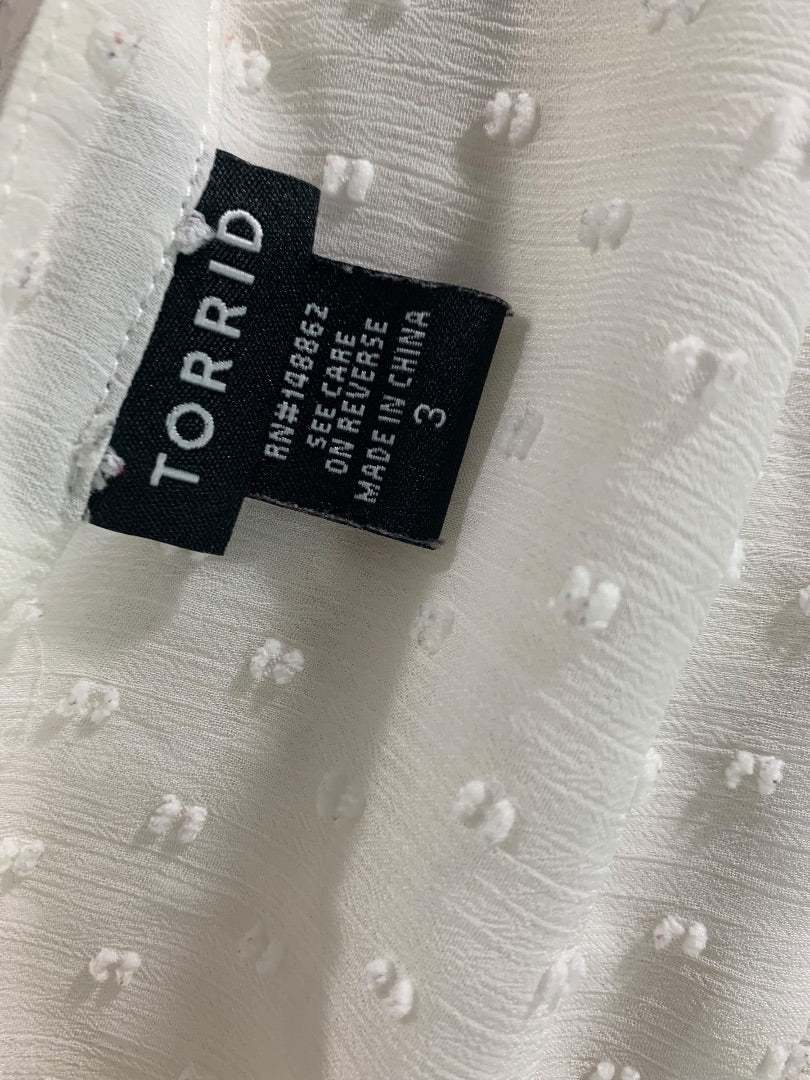 TORRID
RN#148862
SEE CARE
ON REVERSE
MADE IN CHINA
3